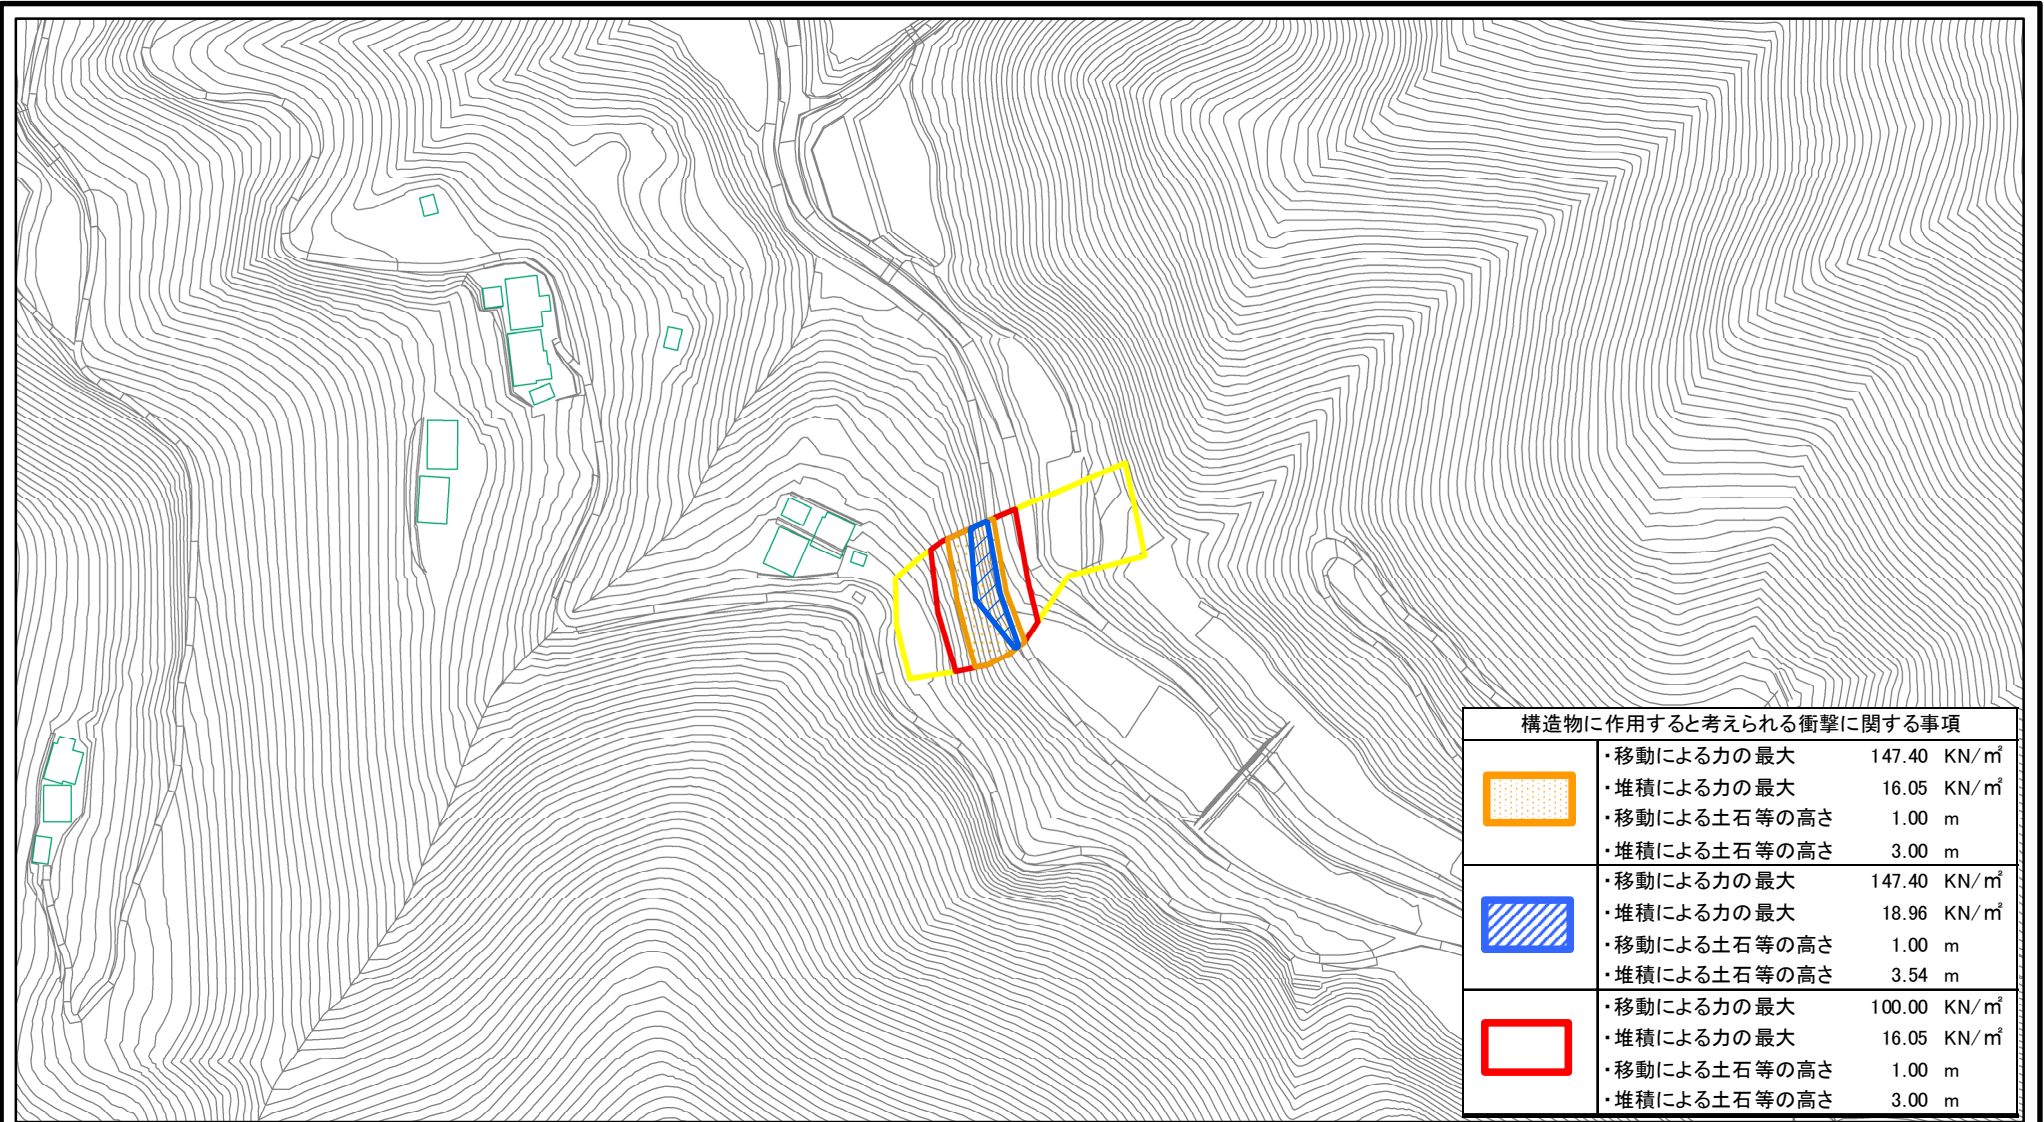 構造物に作用すると考えられる衝撃に関する事項
・移動による力の最大 147.40 KN/㎡
・堆積による力の最大 16.05 KN/㎡
・移動による土石等の高さ 1.00 m
・堆積による土石等の高さ 3.00 m
・移動による力の最大 147.40 KN/㎡
・堆積による力の最大 18.96 KN/㎡
・移動による土石等の高さ 1.00 m
・堆積による土石等の高さ 3.54 m
・移動による力の最大 100.00 KN/㎡
・堆積による力の最大 16.05 KN/㎡
・移動による土石等の高さ 1.00 m
・堆積による土石等の高さ 3.00 m